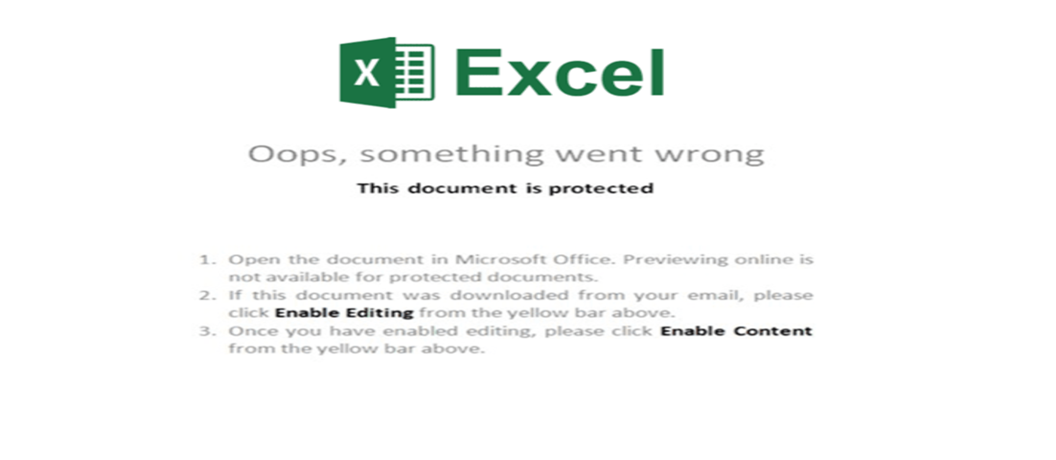 X Excel
Oops, something went wrong
This document is protected
1. Open the document in Microsoft Office. Previewing online is
not available for protected documents.
2. If this document was downloaded from your email, please
click Enable Editing from the yellow bar above.
3. Once you have enabled editing, please click Enable Content
from the yellow bar above.